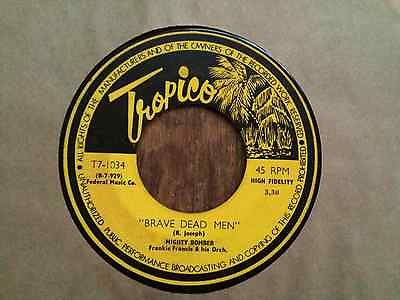 ALL RIGHTS OF THE MANUFACTURERS AND OF THE OWNERS OF THE RECORDED WORK RESERVED
Tropico
T7-1034
(B-7-929)
Federal Music Co.
45 RPM
HIGH FIDELITY
"BRAVE DEAD MEN"
(R. Joseph)
MIGHTY BOMBER
Frankie Francis & his Orch.
UNAUTHORIZED PUBLIC PERFORMANCE BROADCASTING AND COPYING OF THIS RECORD PROHIBITED